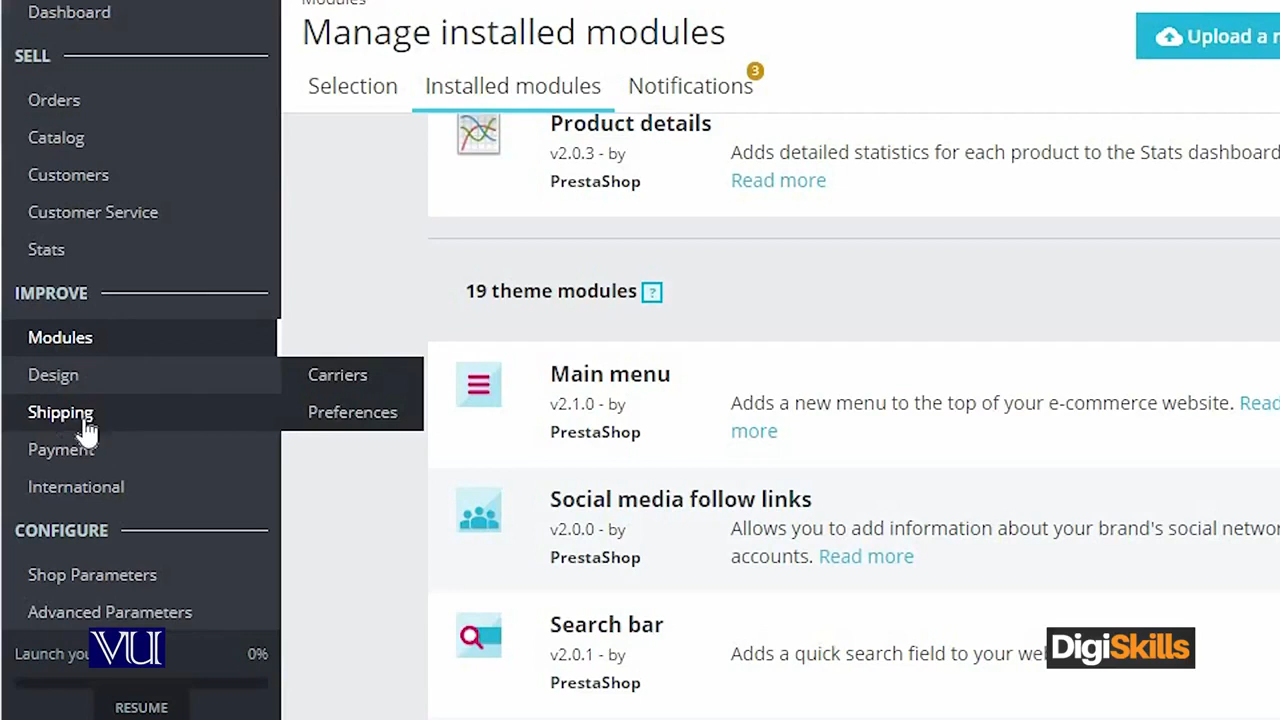 Dashboard
SELL
Orders
Catalog
Customers
Customer Service
Stats
IMPROVE
Modules
Design
Shipping
Payment
International
CONFIGURE
Shop Parameters
Advanced Parameters
Launch
0%
RESUME
VU
Carriers
Preferences
Modules
Manage installed modules
Upload a
Selection
Installed modules
Notifications
3
Product details
v2.0.3 - by
PrestaShop
Adds detailed statistics for each product to the Stats dashboard
Read more
19 theme modules ?
Main menu
v2.1.0 - by
PrestaShop
Adds a new menu to the top of your e-commerce website. Read
more
Social media follow links
v2.0.0 - by
PrestaShop
Allows you to add information about your brand's social
accounts. Read more
Search bar
v2.0.1 - by
PrestaShop
Adds a quick search field to your
DigiSkills